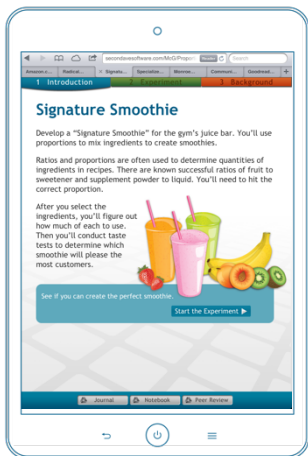 secondavesoftware.com/McG/Propor
Reader
Search
Amazon.c...
Radical...
Signatu...
Specialize...
Monrae...
Communi...
Goodread...
1 Introduction
2 Experiment
3 Background
Signature Smoothie
Develop a “Signature Smoothie” for the gym’s juice bar. You’ll use
proportions to mix ingredients to create smoothies.
Ratios and proportions are often used to determine quantities of
ingredients in recipes. There are known successful ratios of fruit to
sweetener and supplement powder to liquid. You’ll need to hit the
correct proportion.
After you select the
ingredients, you’ll figure out
how much of each to use.
Then you’ll conduct taste
tests to determine which
smoothie will please the
most customers.
See if you can create the perfect smoothie.
Start the Experiment
Journal
Notebook
Peer Review